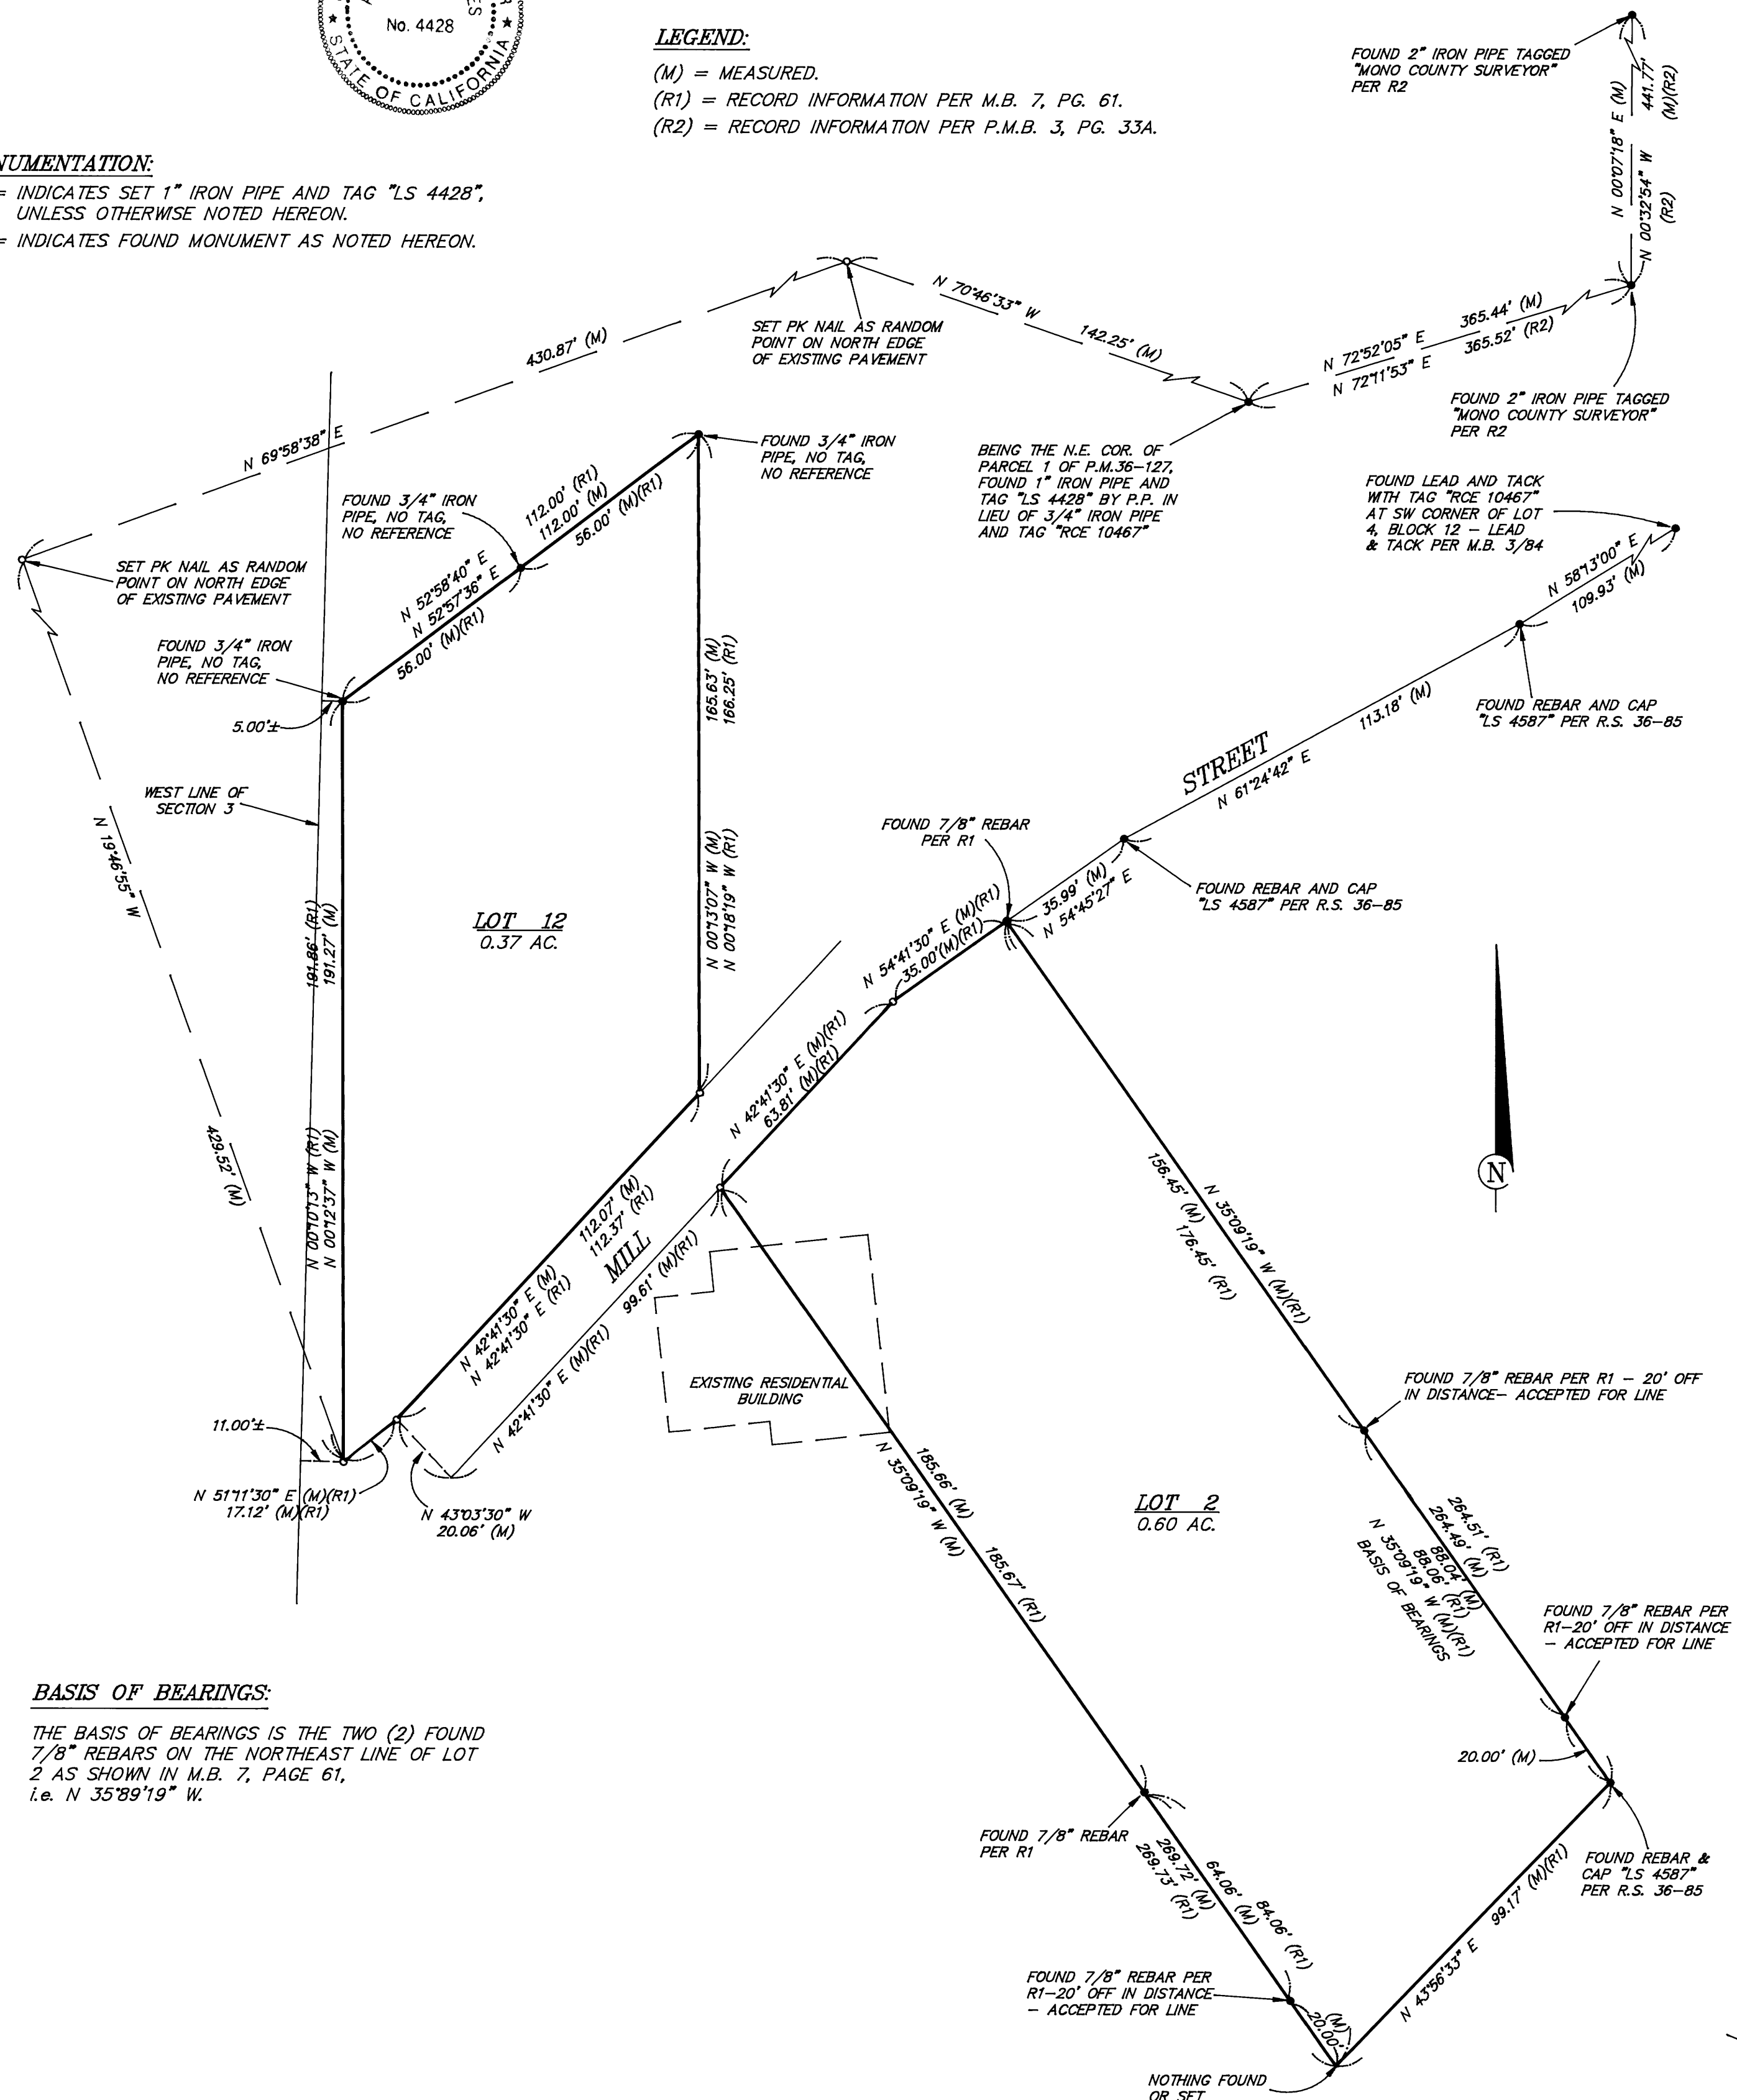 No. 4428
STATE OF CALIFORNIA
LEGEND:
(M) = MEASURED.
(R1) = RECORD INFORMATION PER M.B. 7, PG. 61.
(R2) = RECORD INFORMATION PER P.M.B. 3, PG. 33A.
NUMENTATION:
= INDICATES SET 1" IRON PIPE AND TAG "LS 4428",
UNLESS OTHERWISE NOTED HEREON.
= INDICATES FOUND MONUMENT AS NOTED HEREON.
FOUND 2" IRON PIPE TAGGED
"MONO COUNTY SURVEYOR"
PER R2
N 00°07'18" E (M)
441.77'
(M)(R2)
N 00°32'54" W
(R2)
430.87' (M)
N 69°58'38" E
SET PK NAIL AS RANDOM
POINT ON NORTH EDGE
OF EXISTING PAVEMENT
N 70°46'33" W
142.25' (M)
N 72°52'05" E
365.44' (M)
N 72°11'53" E
365.52' (R2)
FOUND 2" IRON PIPE TAGGED
"MONO COUNTY SURVEYOR"
PER R2
BEING THE N.E. COR. OF
PARCEL 1 OF P.M.36-127,
FOUND 1" IRON PIPE AND
TAG "LS 4428" BY P.P. IN
LIEU OF 3/4" IRON PIPE
AND TAG "RCE 10467"
FOUND LEAD AND TACK
WITH TAG "RCE 10467"
AT SW CORNER OF LOT
4, BLOCK 12 - LEAD
& TACK PER M.B. 3/84
FOUND 3/4" IRON
PIPE, NO TAG,
NO REFERENCE
FOUND 3/4" IRON
PIPE, NO TAG,
NO REFERENCE
112.00' (R1)
112.00' (M)
56.00' (M)(R1)
N 52°58'40" E
N 52°57'36" E
56.00' (M)(R1)
SET PK NAIL AS RANDOM
POINT ON NORTH EDGE
OF EXISTING PAVEMENT
FOUND 3/4" IRON
PIPE, NO TAG,
NO REFERENCE
5.00'±
WEST LINE OF
SECTION 3
N 19°46'55" W
429.52' (M)
165.63' (M)
166.25' (R1)
N 00°13'07" W (M)
N 00°18'19" W (R1)
191.86' (R1)
191.27' (M)
N 00°10'13" W (R1)
N 00°12'37" W (M)
LOT 12
0.37 AC.
N 58°13'00" E
109.93' (M)
FOUND REBAR AND CAP
"LS 4587" PER R.S. 36-85
113.18' (M)
STREET
N 61°24'42" E
FOUND 7/8" REBAR
PER R1
35.99' (M)
N 54°45'27" E
FOUND REBAR AND CAP
"LS 4587" PER R.S. 36-85
N 54°41'30" E (M)(R1)
35.00'(M)(R1)
N 42°41'30" E (M)(R1)
63.81' (M)(R1)
112.07' (M)
112.37' (R1)
MILL
N 42°41'30" E (M)
N 42°41'30" E (R1)
99.61' (M)(R1)
N 42°41'30" E (M)(R1)
11.00'±
N 51°11'30" E (M)(R1)
17.12' (M)(R1)
N 43°03'30" W
20.06' (M)
EXISTING RESIDENTIAL
BUILDING
N
156.45' (M)
176.45' (R1)
N 35°09'19" W (M)(R1)
FOUND 7/8" REBAR PER R1 - 20' OFF
IN DISTANCE- ACCEPTED FOR LINE
185.66' (M)
N 35°09'19" W (M)
185.67' (R1)
LOT 2
0.60 AC.
264.51' (R1)
264.49' (M)
88.04' (M)
88.06' (R1)
N 35°09'19" W (M)(R1)
BASIS OF BEARINGS
FOUND 7/8" REBAR PER
R1-20' OFF IN DISTANCE
- ACCEPTED FOR LINE
20.00' (M)
BASIS OF BEARINGS:
THE BASIS OF BEARINGS IS THE TWO (2) FOUND
7/8" REBARS ON THE NORTHEAST LINE OF LOT
2 AS SHOWN IN M.B. 7, PAGE 61,
i.e. N 35°89'19" W.
FOUND 7/8" REBAR
PER R1
269.72' (M)
269.73' (R1)
64.06' (M)
84.06' (R1)
FOUND REBAR &
CAP "LS 4587"
PER R.S. 36-85
99.17' (M)(R1)
N 43°56'33" E
FOUND 7/8" REBAR PER
R1-20' OFF IN DISTANCE
- ACCEPTED FOR LINE
(M)
20.00'
NOTHING FOUND
OR SET